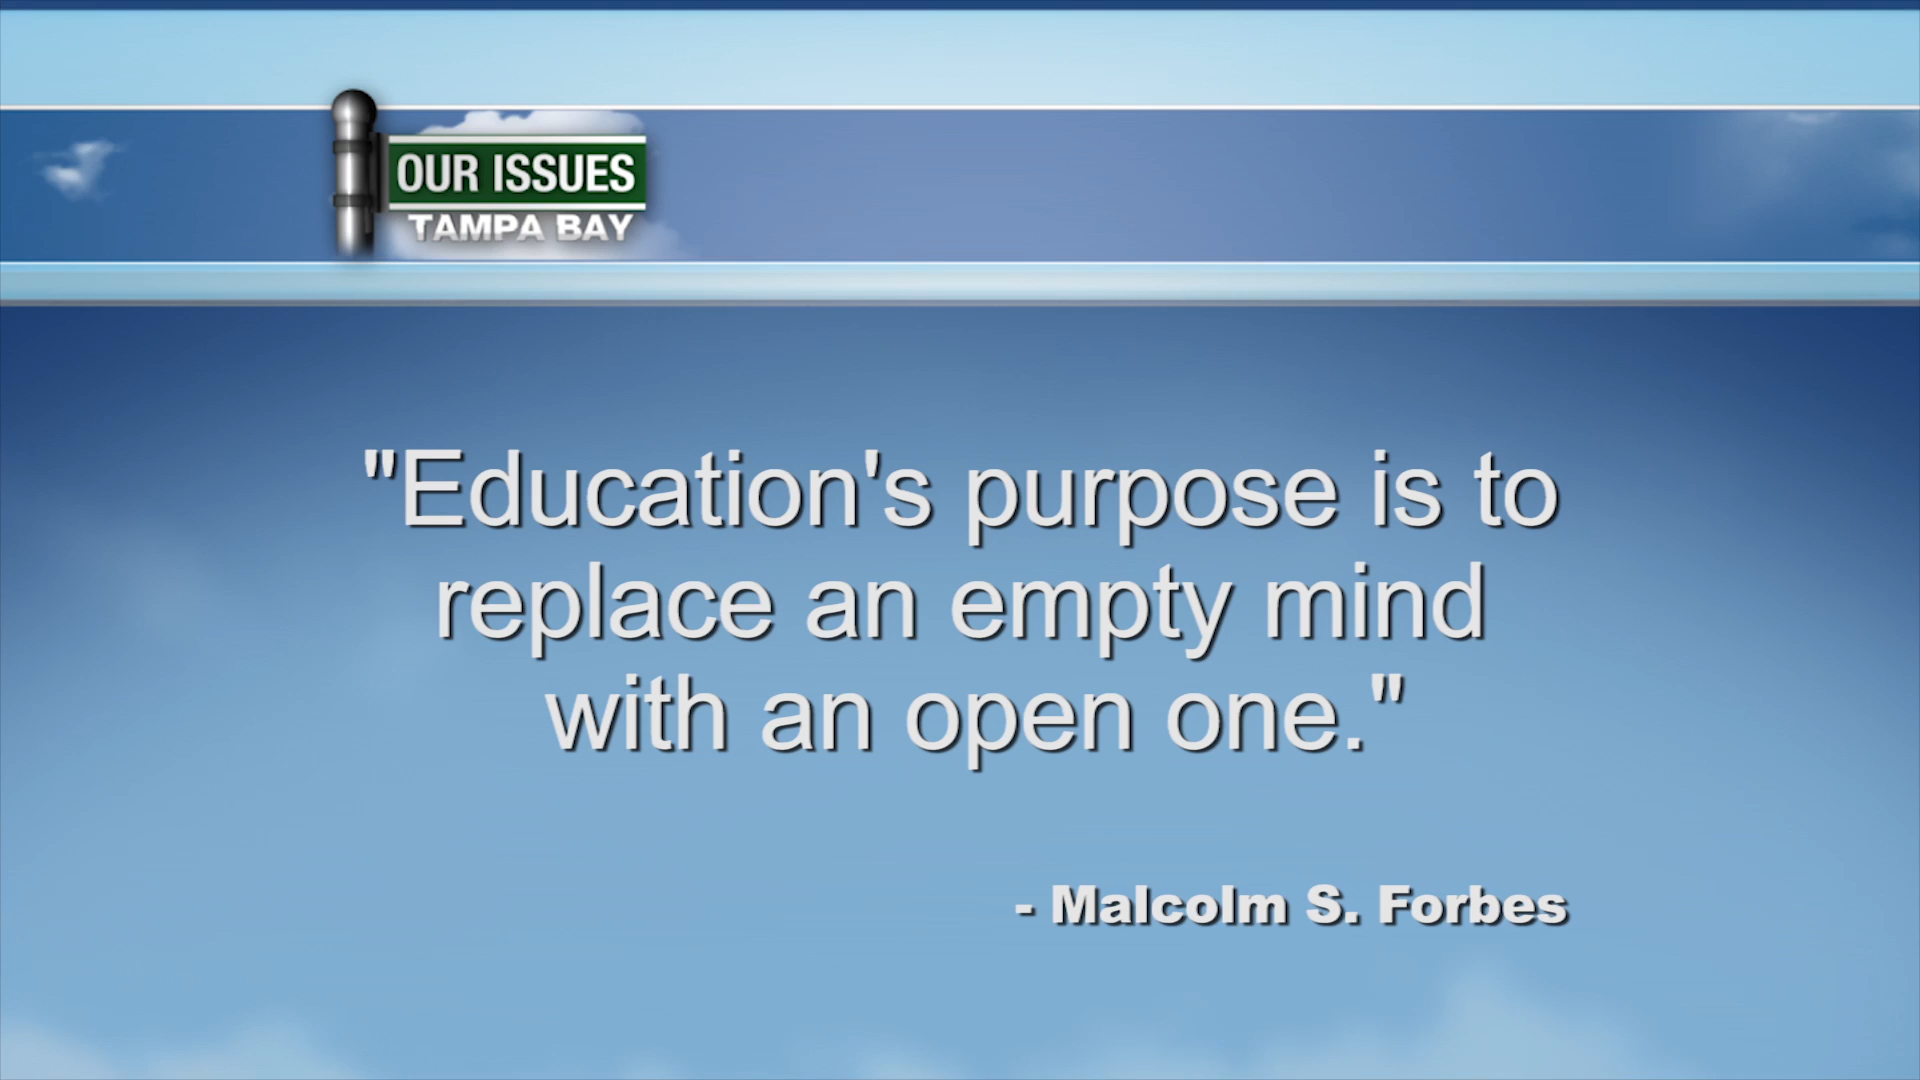 OUR ISSUES
TAMPA BAY
"Education's purpose is to
replace an empty mind
with an open one."
- Malcolm S. Forbes